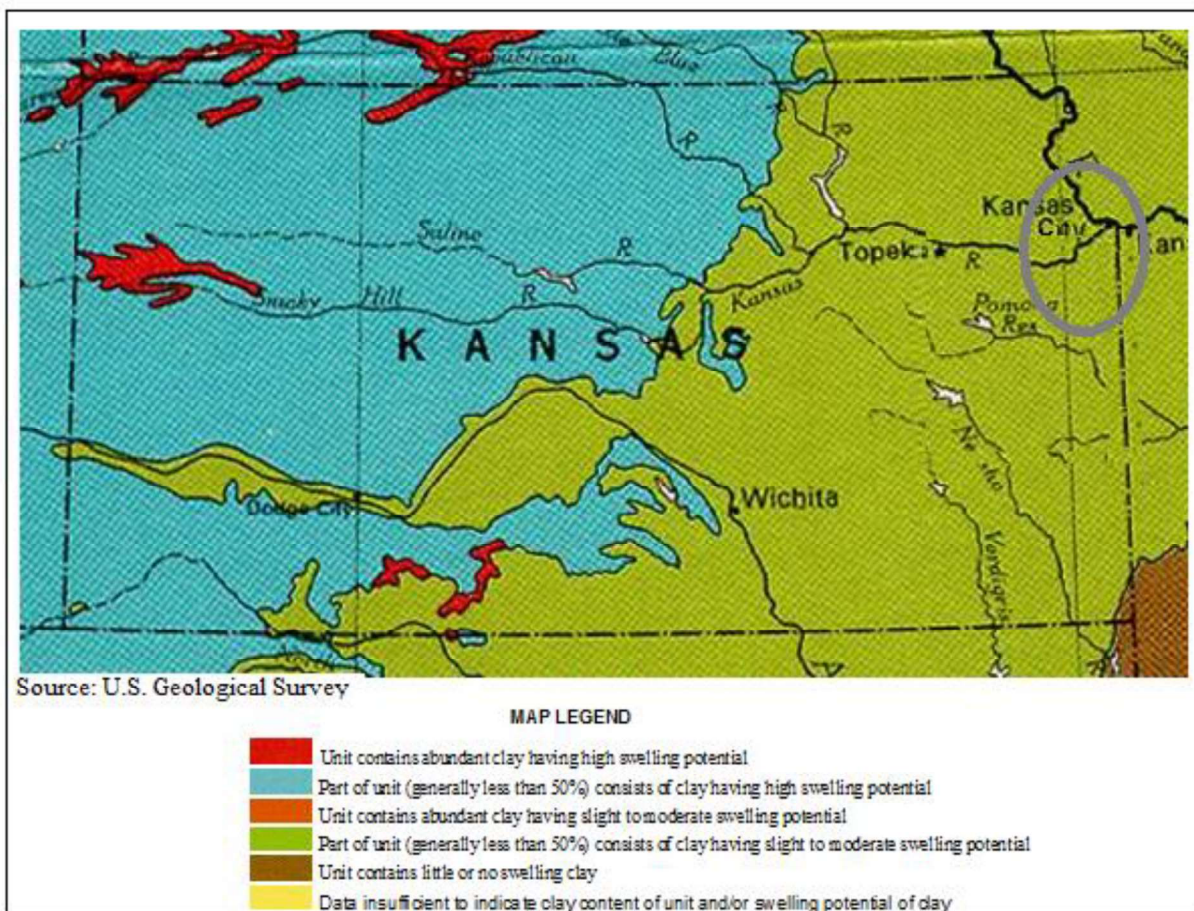 Republican
Blue
R
R
R
Kansas
City
Kan
Saline
R
Topeka
R
Smoky Hill R
Kansas
Pomona
Res
KANSAS
Neosho
Dodge City
Wichita
Verdigris
Source: U.S. Geological Survey
MAP LEGEND
Unit contains abundant clay having high swelling potential
Part of unit (generally less than 50%) consists of clay having high swelling potential
Unit contains abundant clay having slight to moderate swelling potential
Part of unit (generally less than 50%) consists of clay having slight to moderate swelling potential
Unit contains little or no swelling clay
Data insufficient to indicate clay content of unit and/or swelling potential of clay